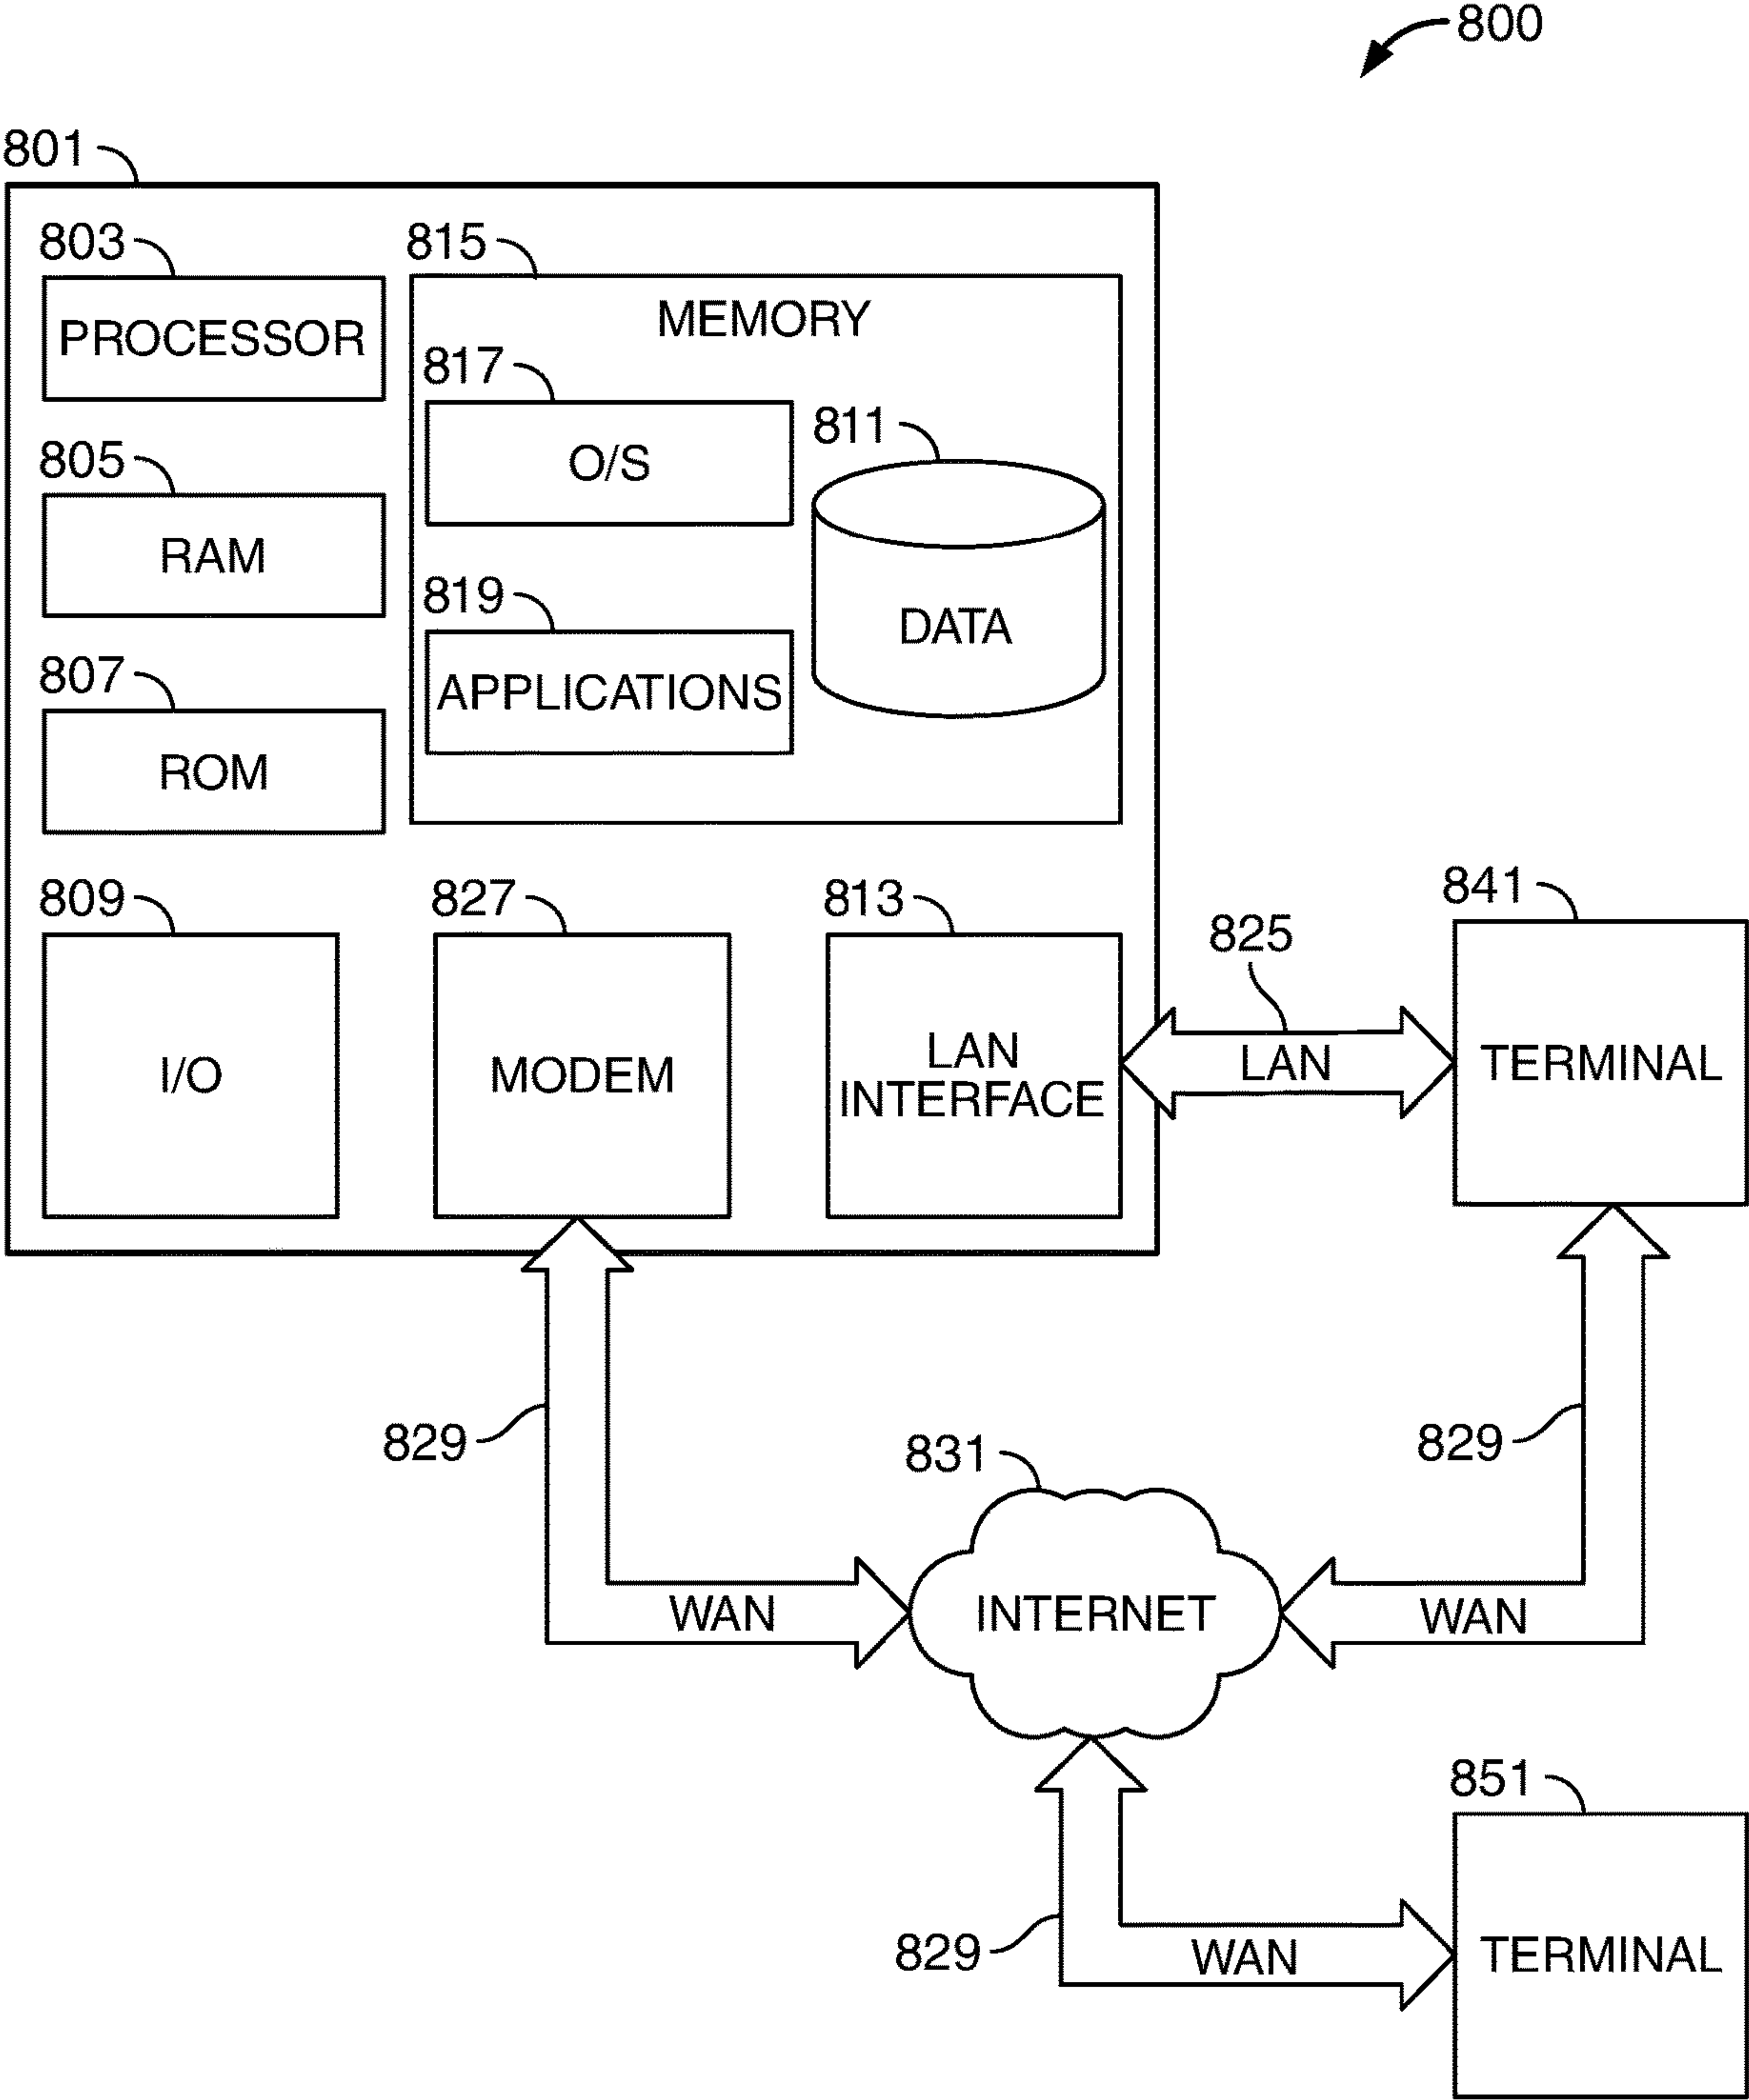 800
801
803
815
PROCESSOR
MEMORY
817
811
O/S
805
RAM
819
DATA
APPLICATIONS
807
ROM
809
827
813
841
825
I/O
MODEM
LAN
INTERFACE
LAN
TERMINAL
829
831
829
WAN
INTERNET
WAN
851
829
WAN
TERMINAL